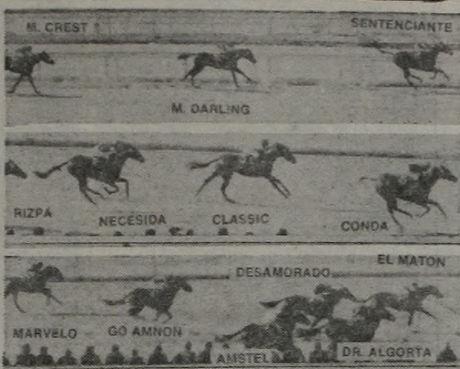 M. CREST
SENTENCIANTE
M. DARLING
RIZPA
NECESIDA
CLASSIC
CONDA
EL MATON
DESAMORADO
MARVELO
GO AMNON
AMSTEL
DR. ALGORTA